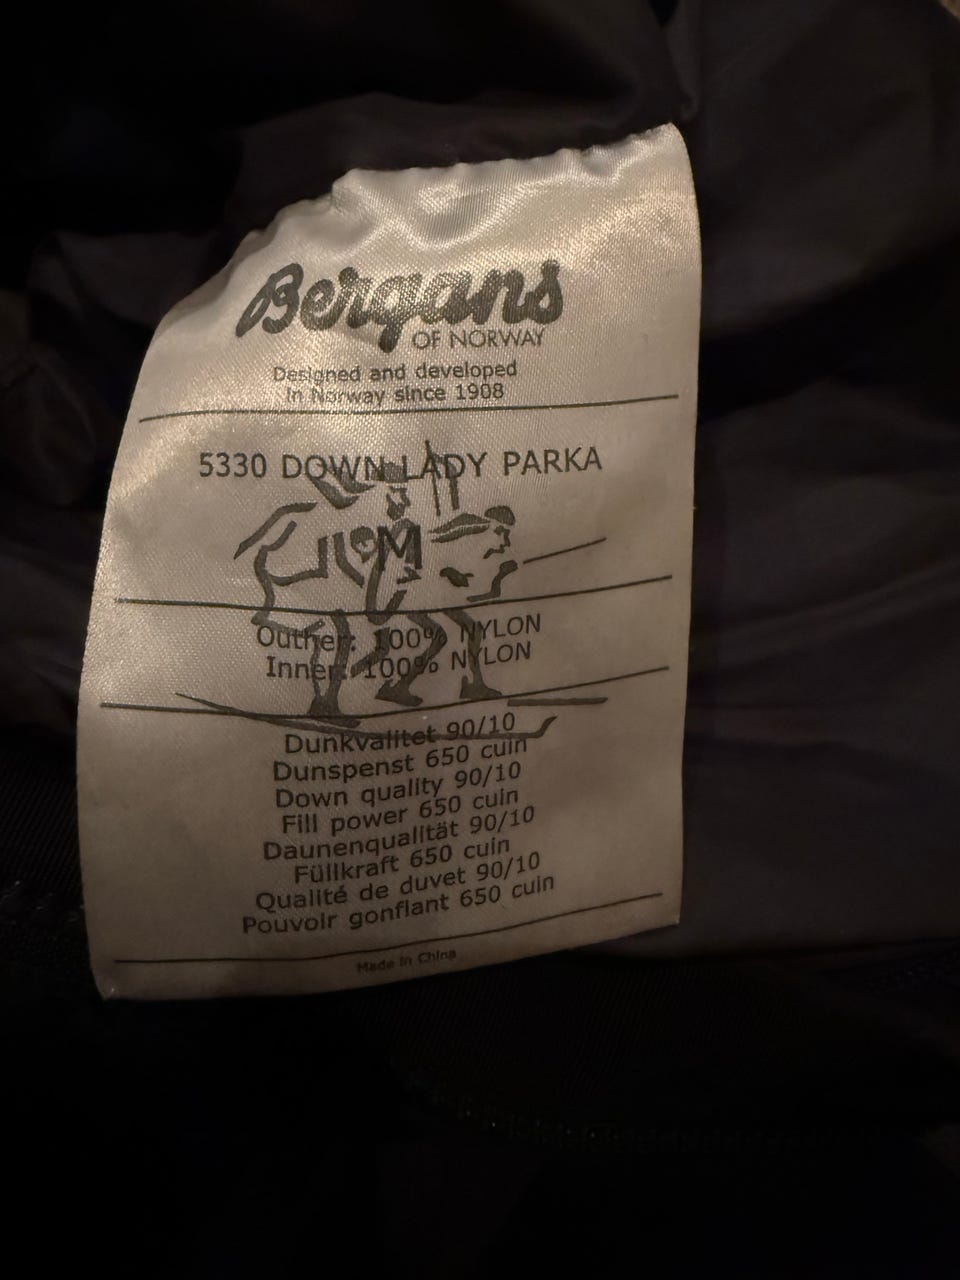 Bergans
OF NORWAY
Designed and developed
in Norway since 1908
5330 DOWN LADY PARKA
M
Outher: 100% NYLON
Inner: 100% NYLON
Dunkvalitet 90/10
Dunspenst 650 cuin
Down quality 90/10
Fill power 650 cuin
Daunenqualität 90/10
Füllkraft 650 cuin
Qualité de duvet 90/10
Pouvoir gonflant 650 cuin
Made in China